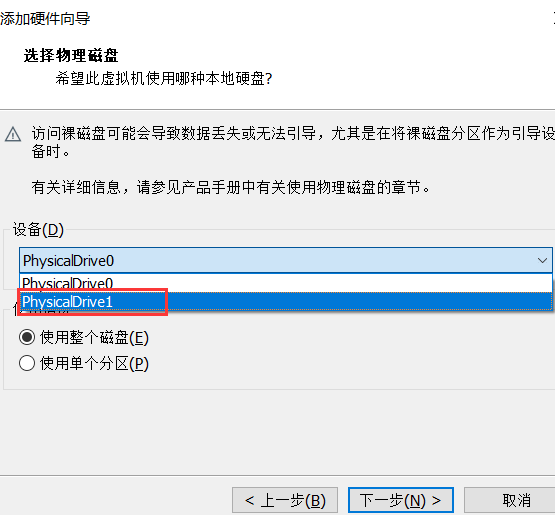 添加硬件向导
选择物理磁盘
希望此虚拟机使用哪种本地硬盘?
访问裸磁盘可能会导致数据丢失或无法引导，尤其是在将裸磁盘分区作为引导设
备时。
有关详细信息，请参见产品手册中有关使用物理磁盘的章节。
设备(D)
PhysicalDrive0
PhysicalDrive0
PhysicalDrive1
使用整个磁盘(E)
使用单个分区(P)
< 上一步(B)
下一步(N) >
取消